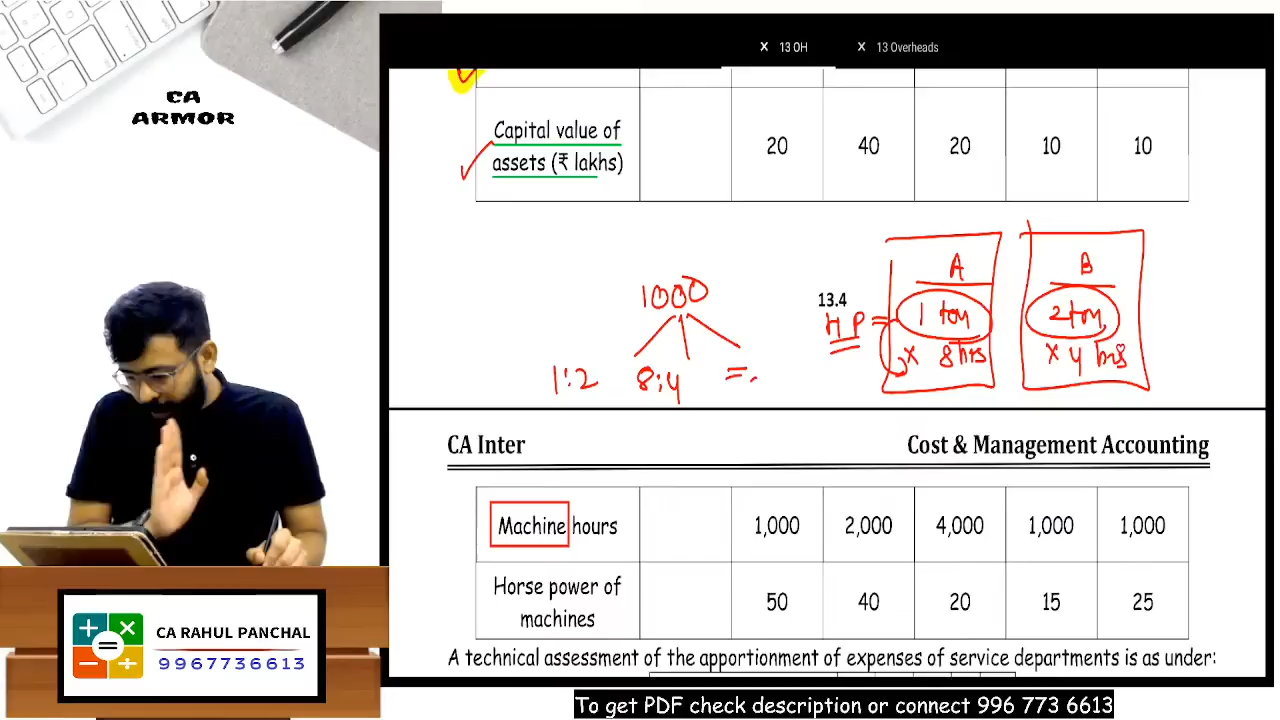 CA
ARMOR
× 13 OH × 13 Overheads
Capital value of
assets (₹ lakhs)
20 40 20 10 10
1000
1:2 8:4 =.
13.4
HP =
A
1 ton
× 8 hrs
B
2 ton
× 4 hrs
CA Inter Cost & Management Accounting
Machine hours 1,000 2,000 4,000 1,000 1,000
Horse power of
machines
50 40 20 15 25
A technical assessment of the apportionment of expenses of service departments is as under:
CA RAHUL PANCHAL
9967736613
To get PDF check description or connect 996 773 6613